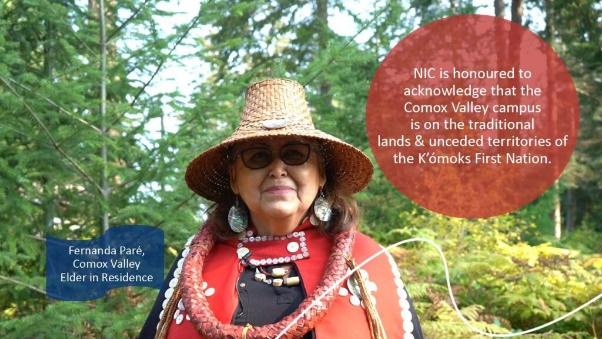 NIC is honoured to
acknowledge that the
Comox Valley campus
is on the traditional
lands & unceded territories of
the K'ómoks First Nation.
Fernanda Paré,
Comox Valley
Elder in Residence